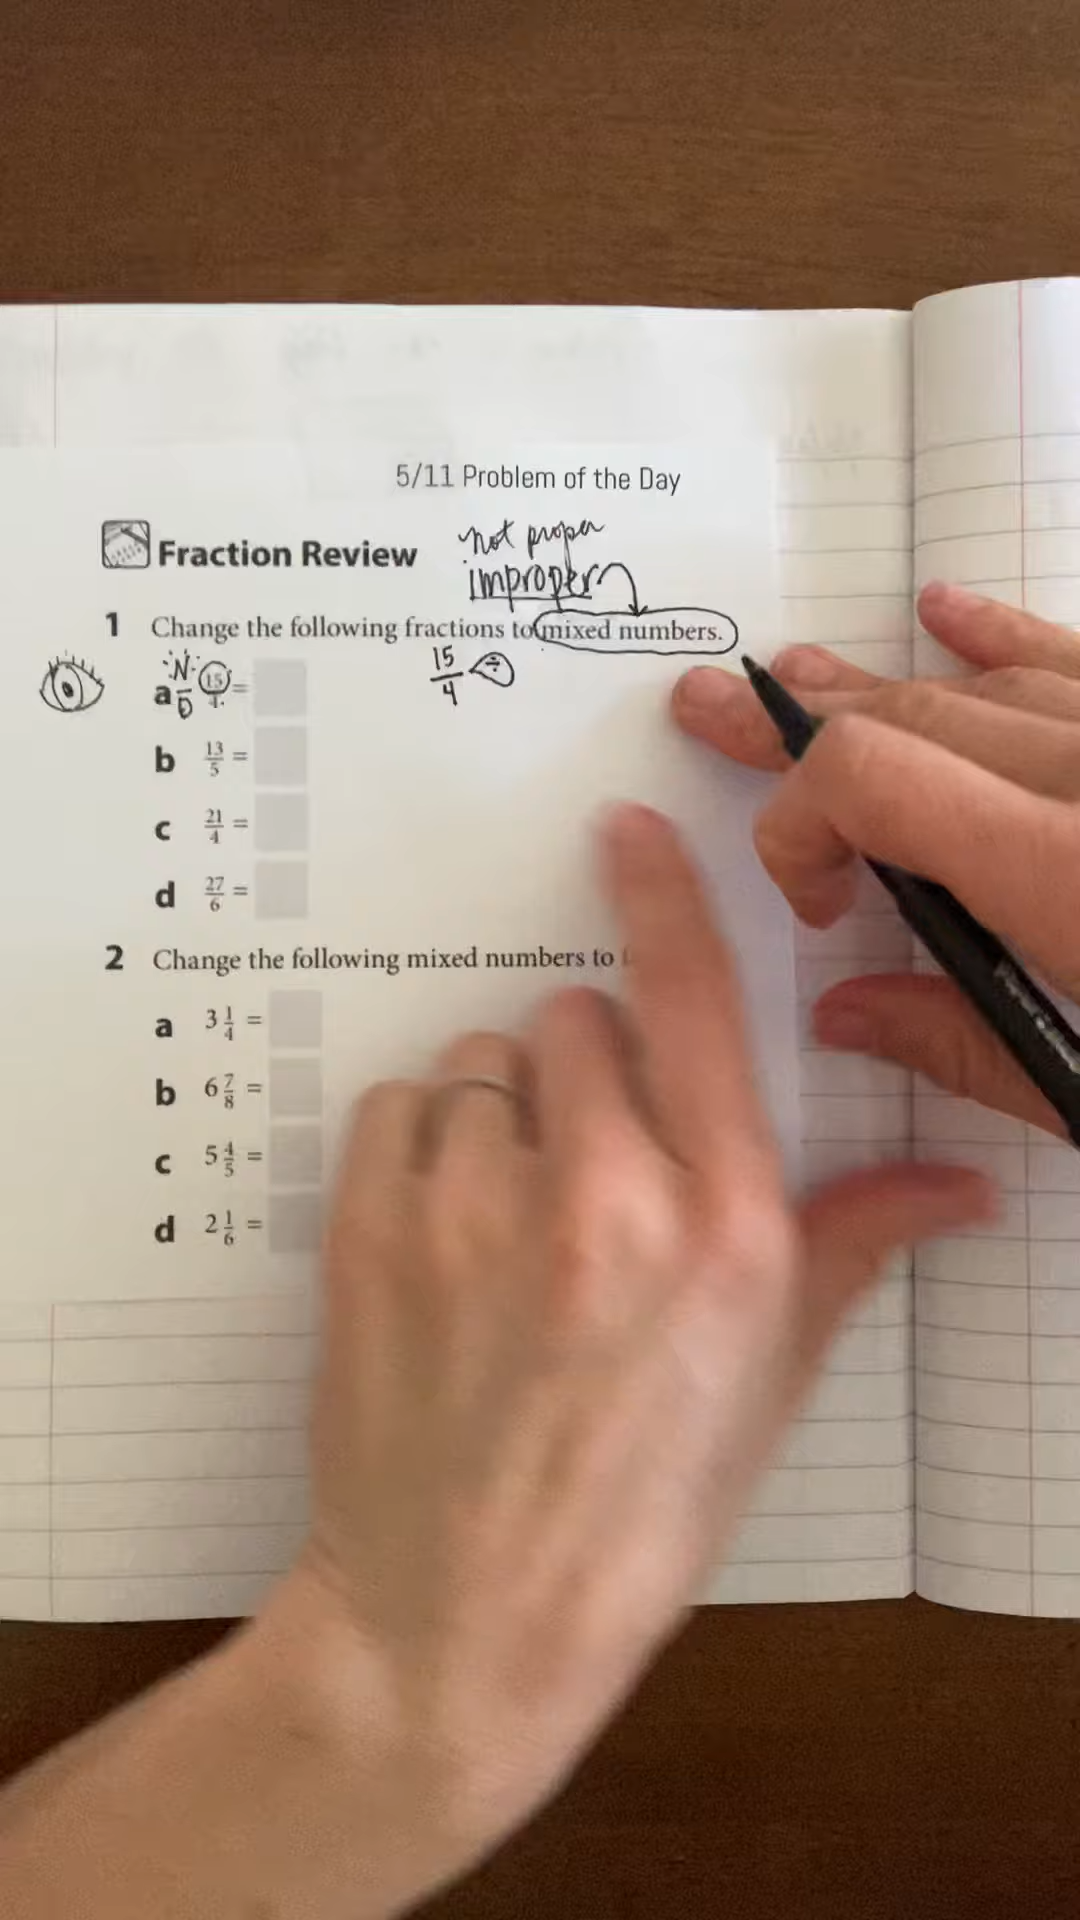 5/11 Problem of the Day
Fraction Review
not proper
improper
1 Change the following fractions to mixed numbers.
N
D
a 15/4 =
15/4 ÷
b 13/5 =
c 21/4 =
d 27/6 =
2 Change the following mixed numbers to
a 3 1/4 =
b 6 7/8 =
c 5 4/5 =
d 2 1/6 =